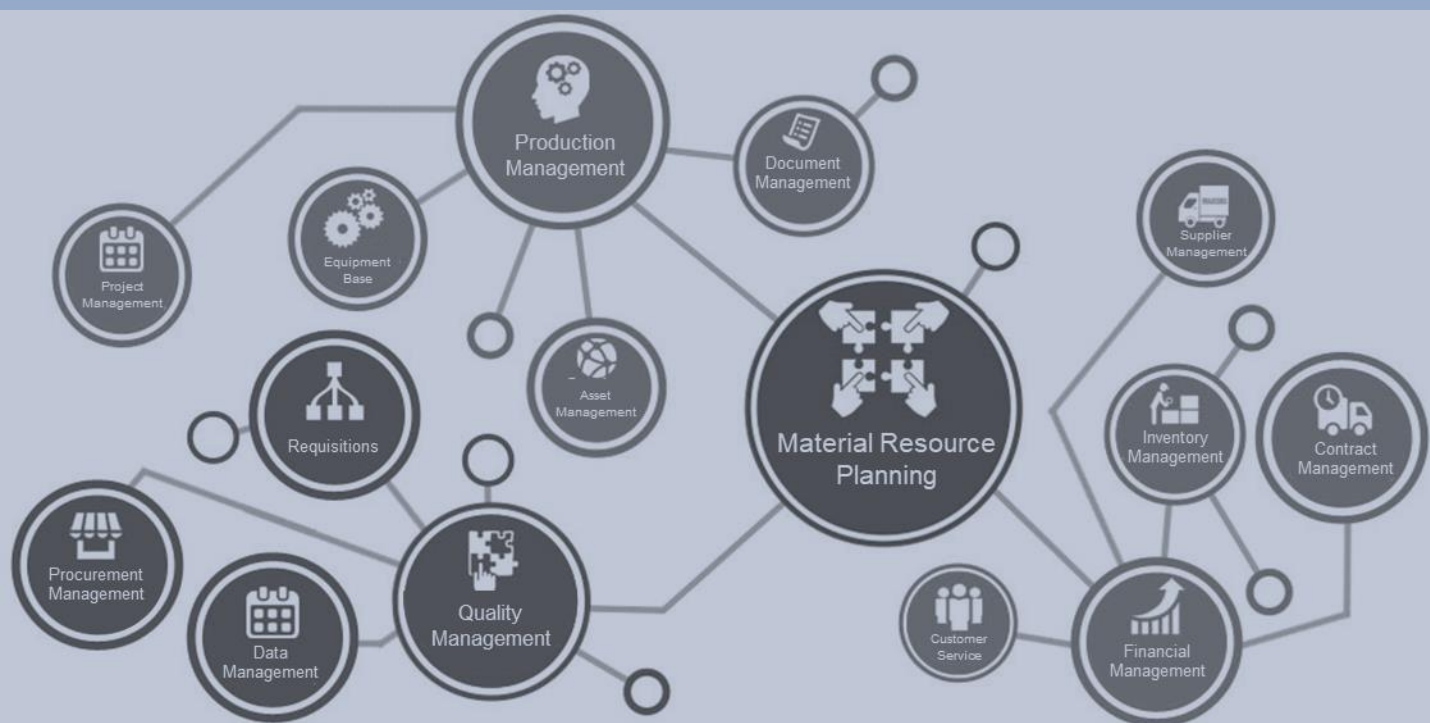 Production
Management
Document
Management
Supplier
Management
Equipment
Base
Project
Management
Asset
Management
Requisitions
Material Resource
Planning
Inventory
Management
Contract
Management
Procurement
Management
Quality
Management
Data
Management
Customer
Service
Financial
Management